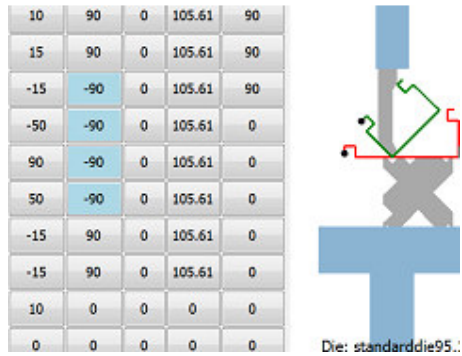 10 90 0 105.61 90
15 90 0 105.61 90
-15 -90 0 105.61 90
-50 -90 0 105.61 0
90 -90 0 105.61 0
50 -90 0 105.61 0
-15 90 0 105.61 0
-15 90 0 105.61 0
10 0 0 0 0
0 0 0 0 0
Die: standarddie95.